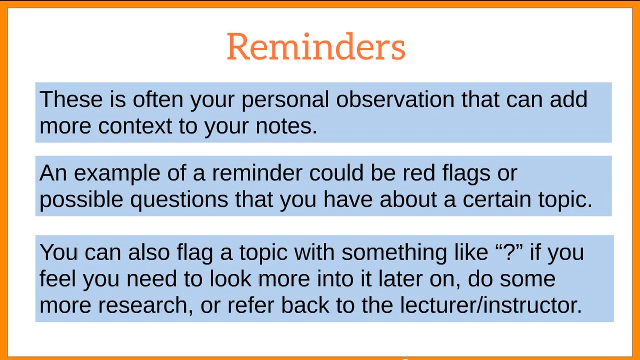 Reminders
These is often your personal observation that can add
more context to your notes.
An example of a reminder could be red flags or
possible questions that you have about a certain topic.
You can also flag a topic with something like “?” if you
feel you need to look more into it later on, do some
more research, or refer back to the lecturer/instructor.